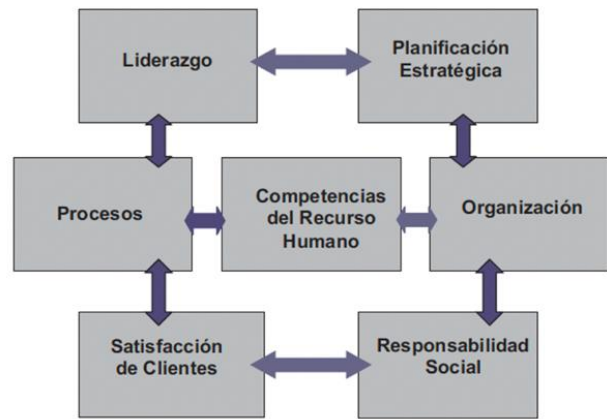 Liderazgo
Planificación
Estratégica
Procesos
Competencias
del Recurso
Humano
Organización
Satisfacción
de Clientes
Responsabilidad
Social